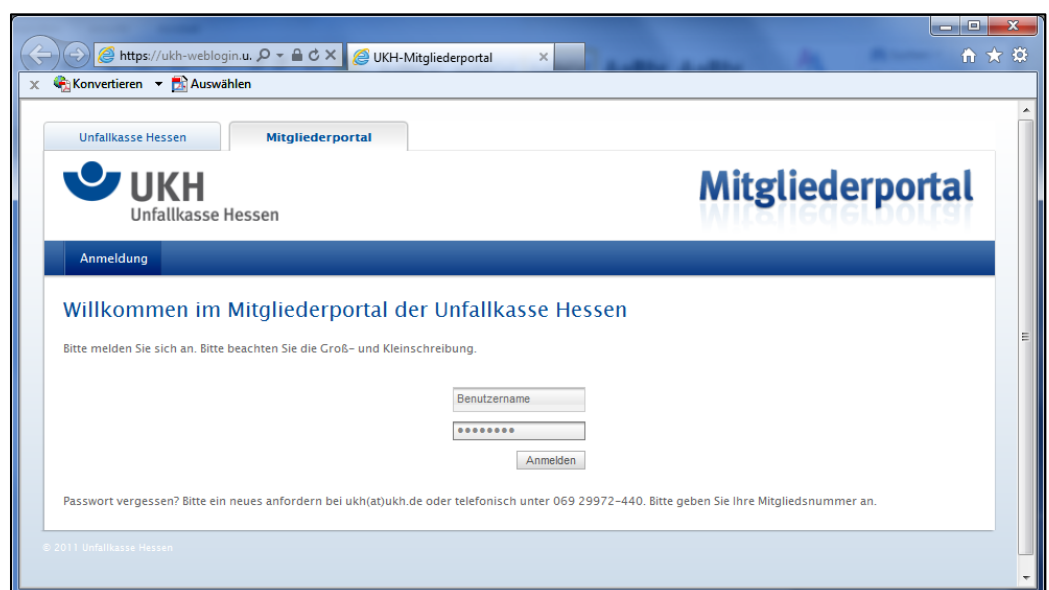 https://ukh-weblogin.u.
UKH-Mitgliederportal
x Konvertieren Auswählen
Unfallkasse Hessen Mitgliederportal
UKH
Unfallkasse Hessen
Mitgliederportal
Anmeldung
Willkommen im Mitgliederportal der Unfallkasse Hessen
Bitte melden Sie sich an. Bitte beachten Sie die Groß- und Kleinschreibung.
Benutzername
••••••••
Anmelden
Passwort vergessen? Bitte ein neues anfordern bei ukh(at)ukh.de oder telefonisch unter 069 29972-440. Bitte geben Sie Ihre Mitgliedsnummer an.
© 2011 Unfallkasse Hessen